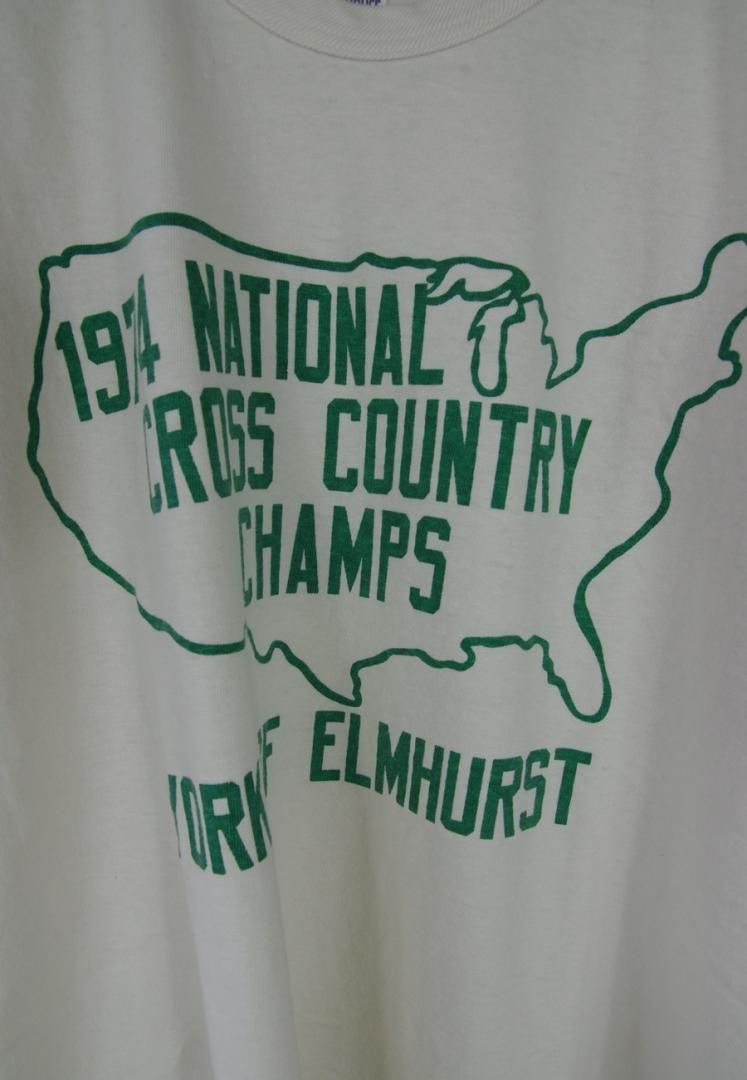 1974 NATIONAL
CROSS COUNTRY
CHAMPS
YORK OF ELMHURST